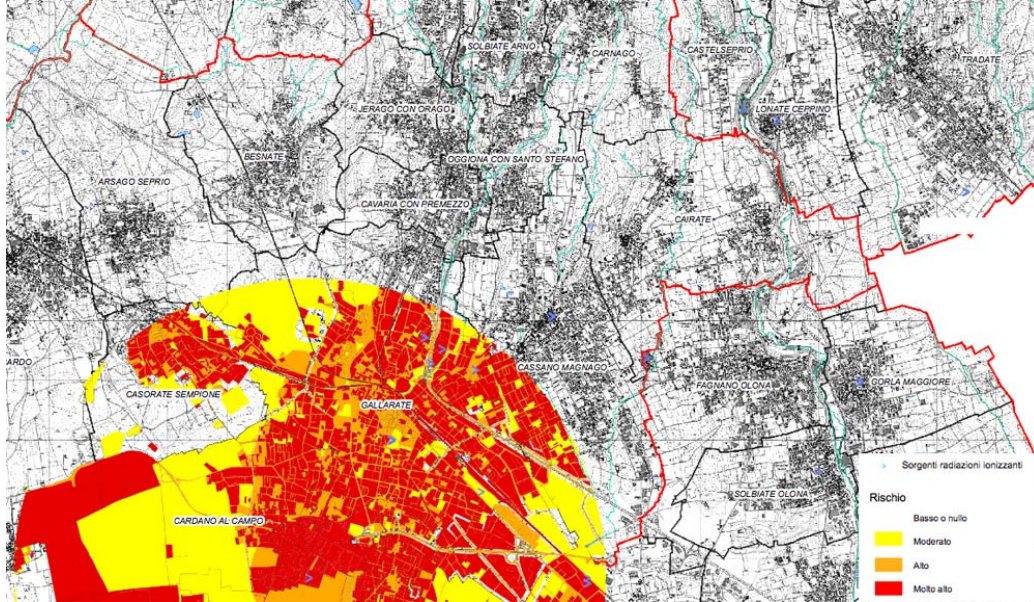 SOLBIATE ARNO
CARNAGO
CASTELSEPRIO
TRADATE
JERAGO CON ORAGO
LONATE CEPPINO
BESNATE
OGGIONA CON SANTO STEFANO
ARSAGO SEPRIO
CAVARIA CON PREMEZZO
CAIRATE
ARDO
CASSANO MAGNAGO
CASORATE SEMPIONE
FAGNANO OLONA
GORLA MAGGIORE
GALLARATE
Sorgenti radiazioni ionizzanti
SOLBIATE OLONA
Rischio
CARDANO AL CAMPO
Basso o nullo
Moderato
Alto
Molto alto